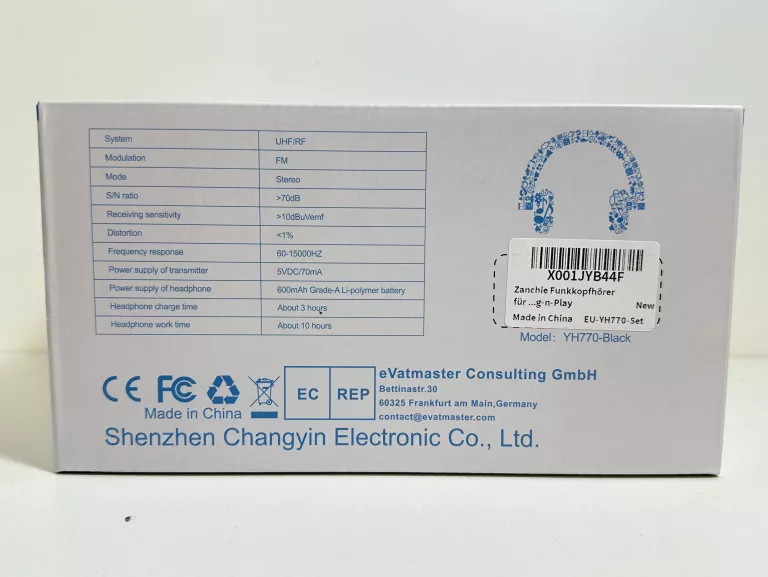 System UHF/RF
Modulation FM
Mode Stereo
S/N ratio >70dB
Receiving sensitivity >10dBuVemf
Distortion <1%
Frequency response 60-15000HZ
Power supply of transmitter 5VDC/70mA
Power supply of headphone 600mAh Grade-A Li-polymer battery
Headphone charge time About 3 hours
Headphone work time About 10 hours
X001JYB44F
Zanchie Funkkopfhörer
für ...g-n-Play New
Made in China EU-YH770-Set
Model: YH770-Black
CE FC
Made in China
EC REP
eVatmaster Consulting GmbH
Bettinastr.30
60325 Frankfurt am Main,Germany
contact@evatmaster.com
Shenzhen Changyin Electronic Co., Ltd.